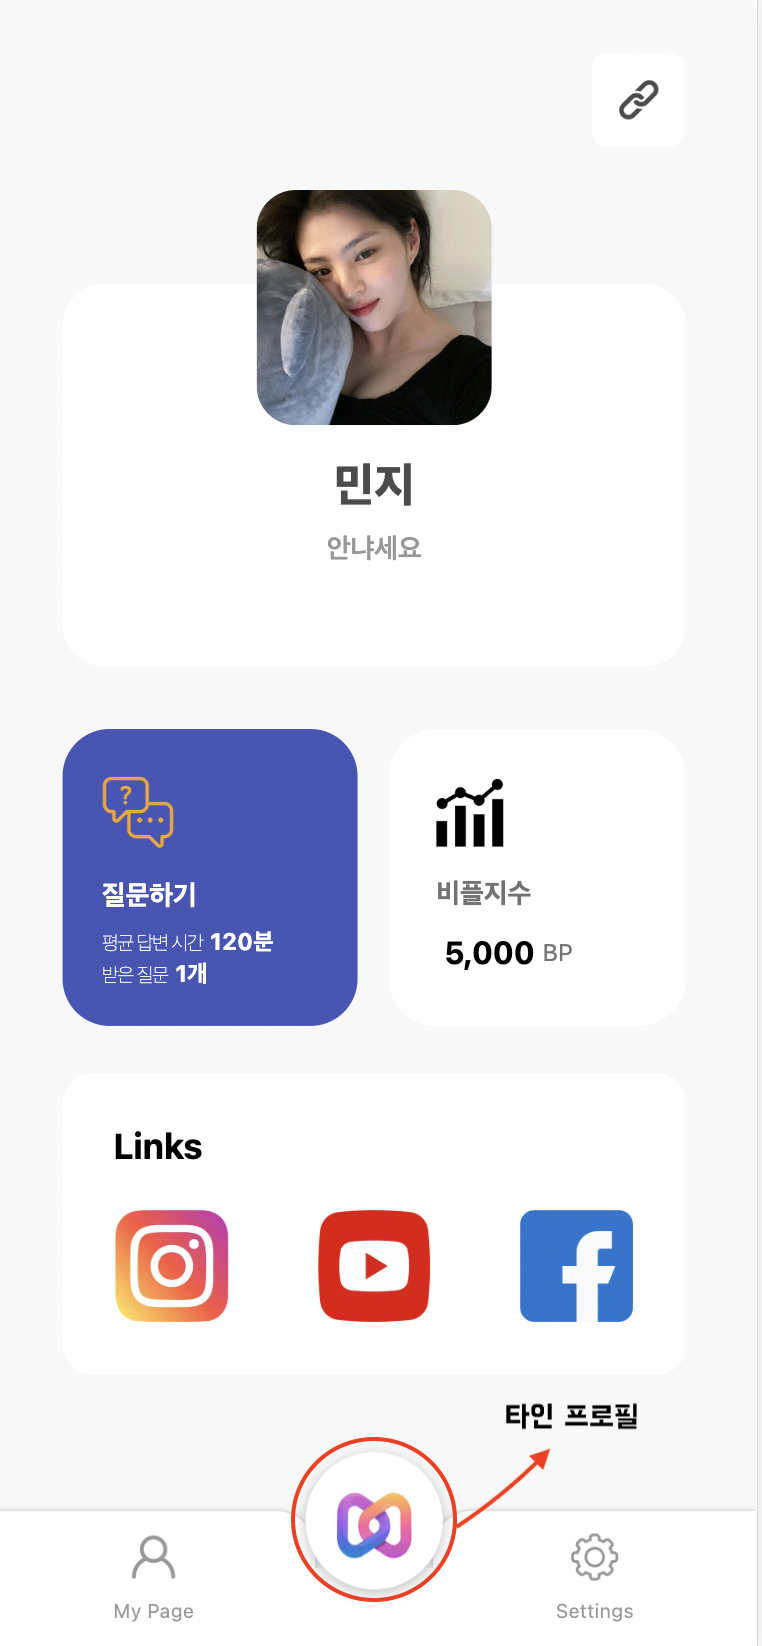 민지
안냐세요
?
질문하기
평균 답변 시간 120분
받은 질문 1개
비플지수
5,000 BP
Links
타인 프로필
My Page
Settings